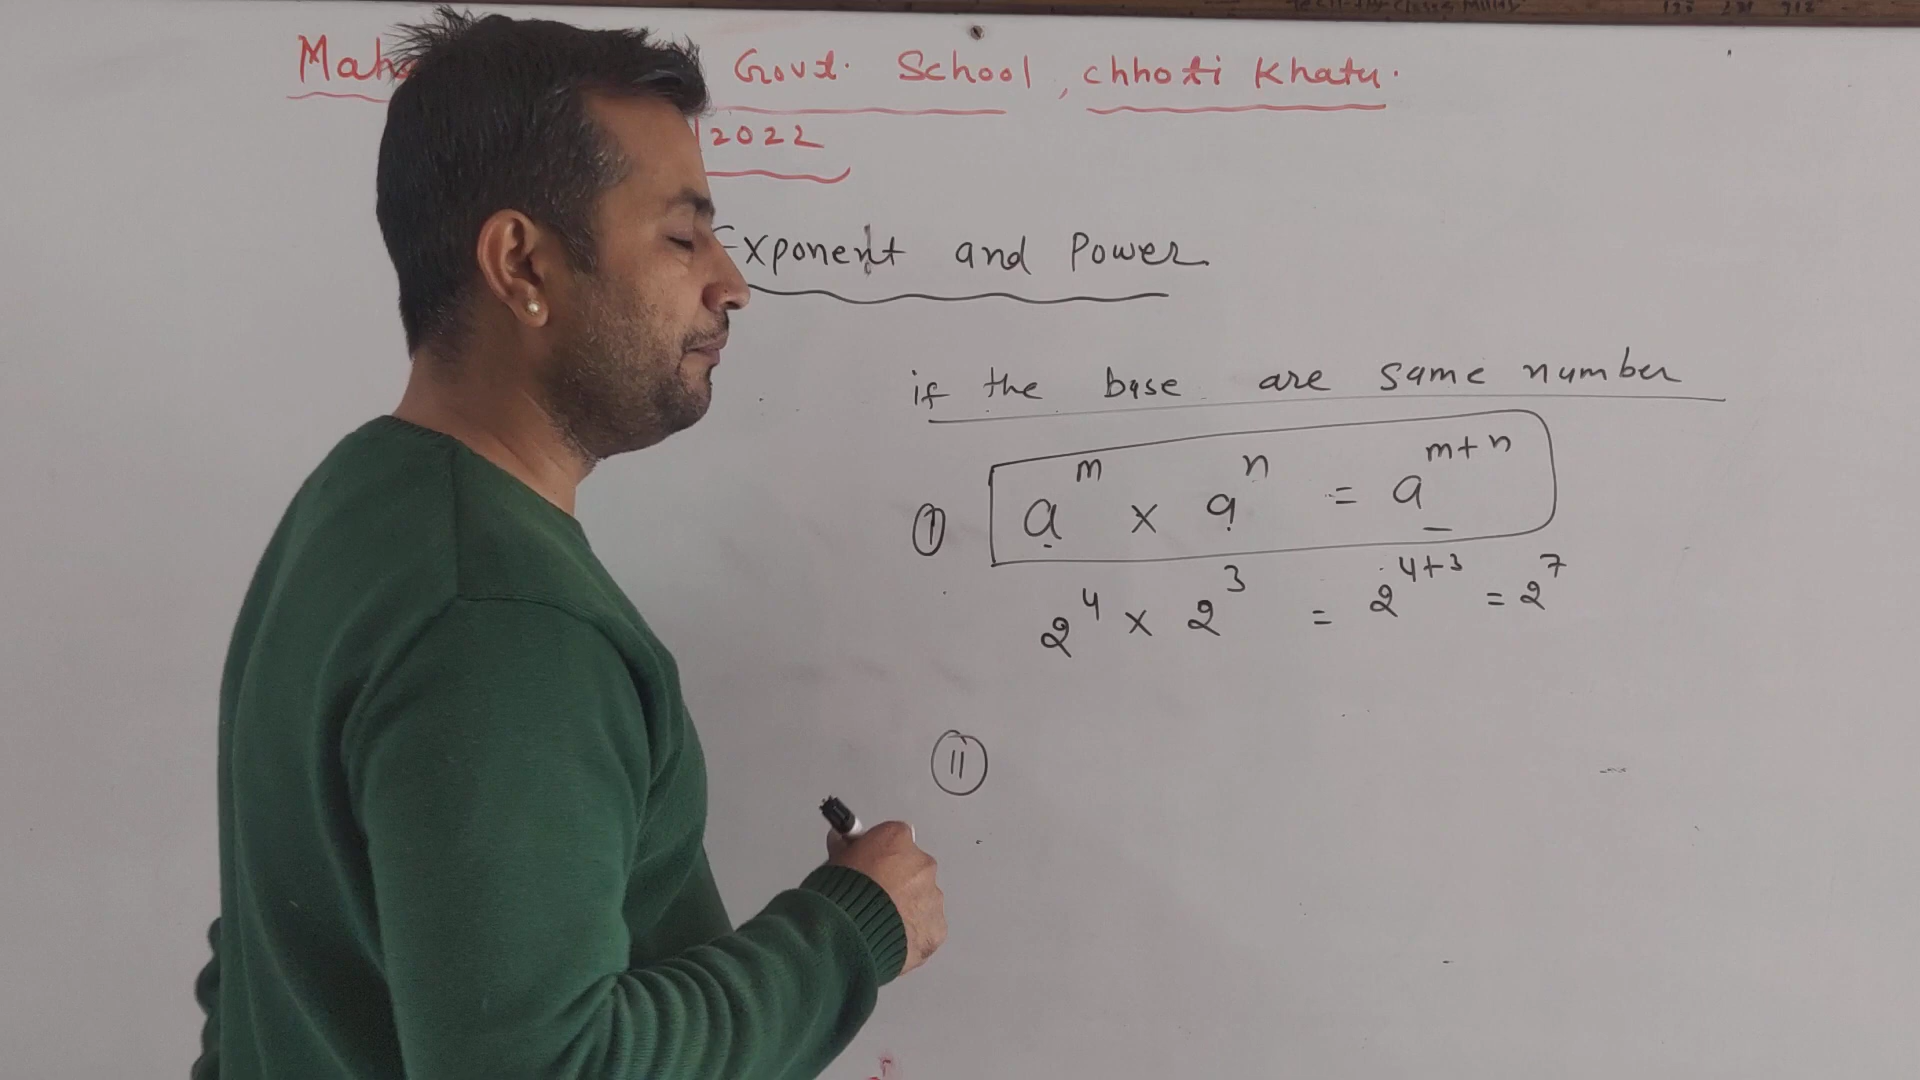 Govt. School, chhoti Khatu.
2022
Exponent and Power
if the base are same number
① a^m × a^n = a^(m+n)
2^4 × 2^3 = 2^(4+3) = 2^7
ⓘⓘ